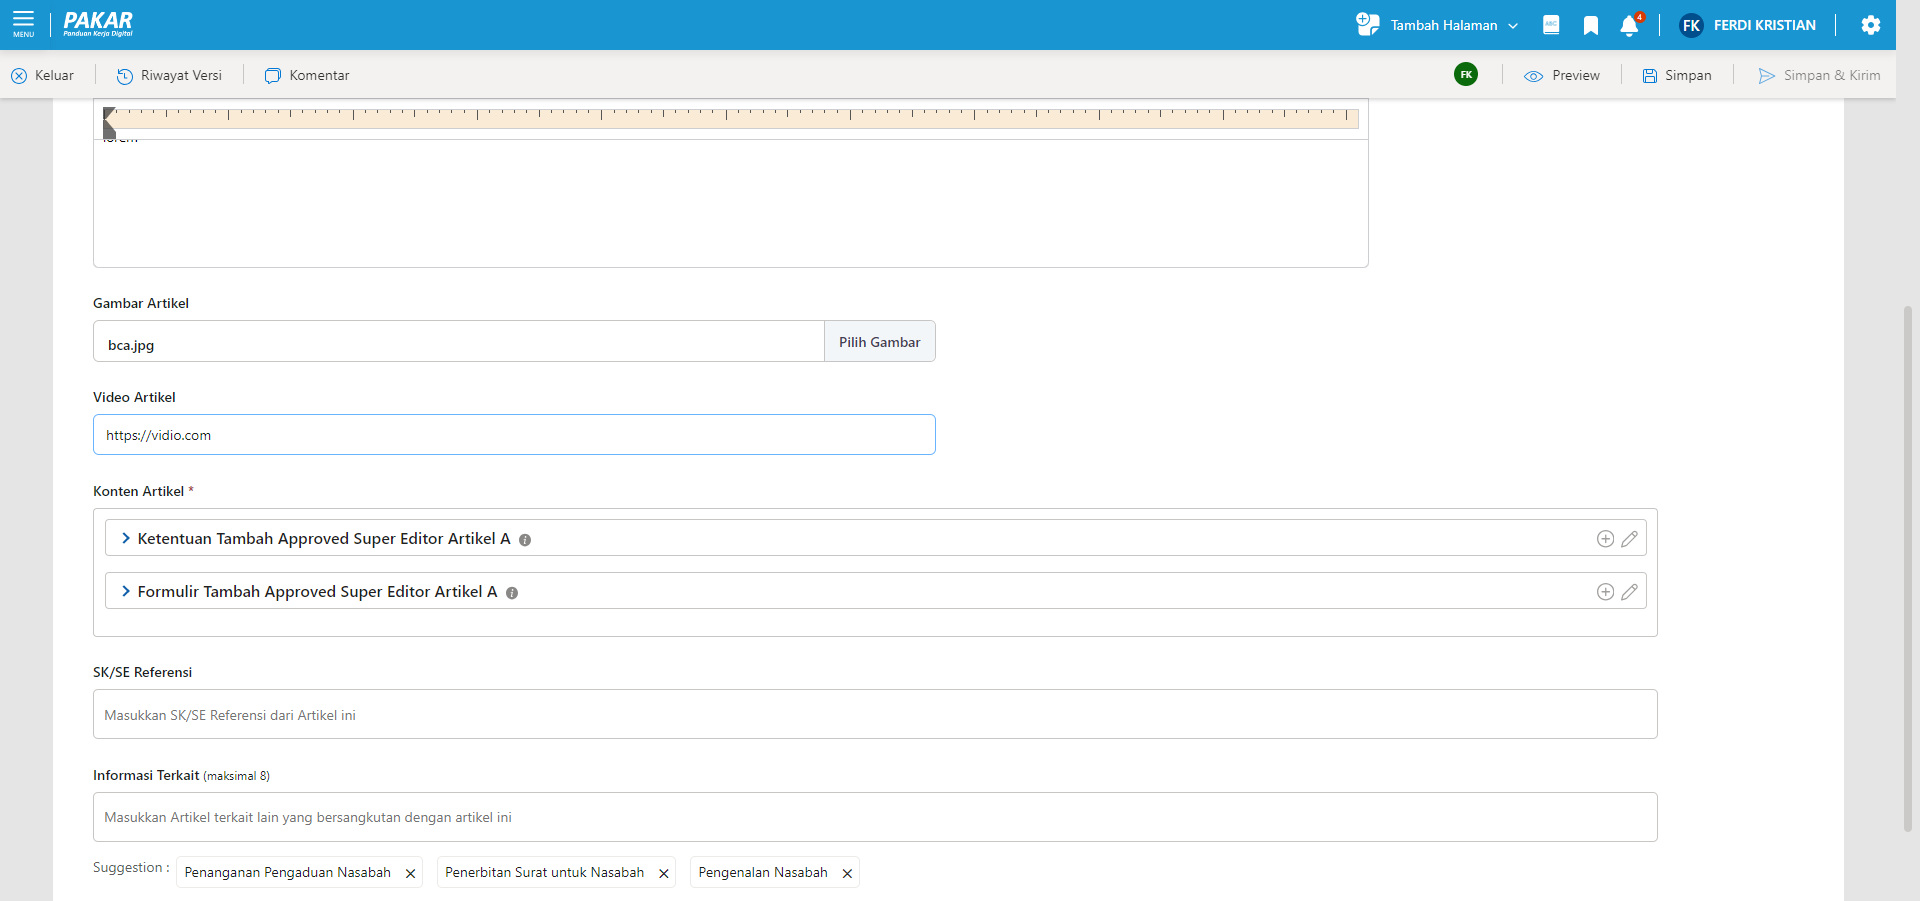 MENU
PAKAR
Panduan Kerja Digital
Tambah Halaman
ABC
4
FK
FERDI KRISTIAN
Keluar
Riwayat Versi
Komentar
FK
Preview
Simpan
Simpan & Kirim
Gambar Artikel
bca.jpg
Pilih Gambar
Video Artikel
https://vidio.com
Konten Artikel *
Ketentuan Tambah Approved Super Editor Artikel A
Formulir Tambah Approved Super Editor Artikel A
SK/SE Referensi
Masukkan SK/SE Referensi dari Artikel ini
Informasi Terkait (maksimal 8)
Masukkan Artikel terkait lain yang bersangkutan dengan artikel ini
Suggestion :
Penanganan Pengaduan Nasabah
Penerbitan Surat untuk Nasabah
Pengenalan Nasabah